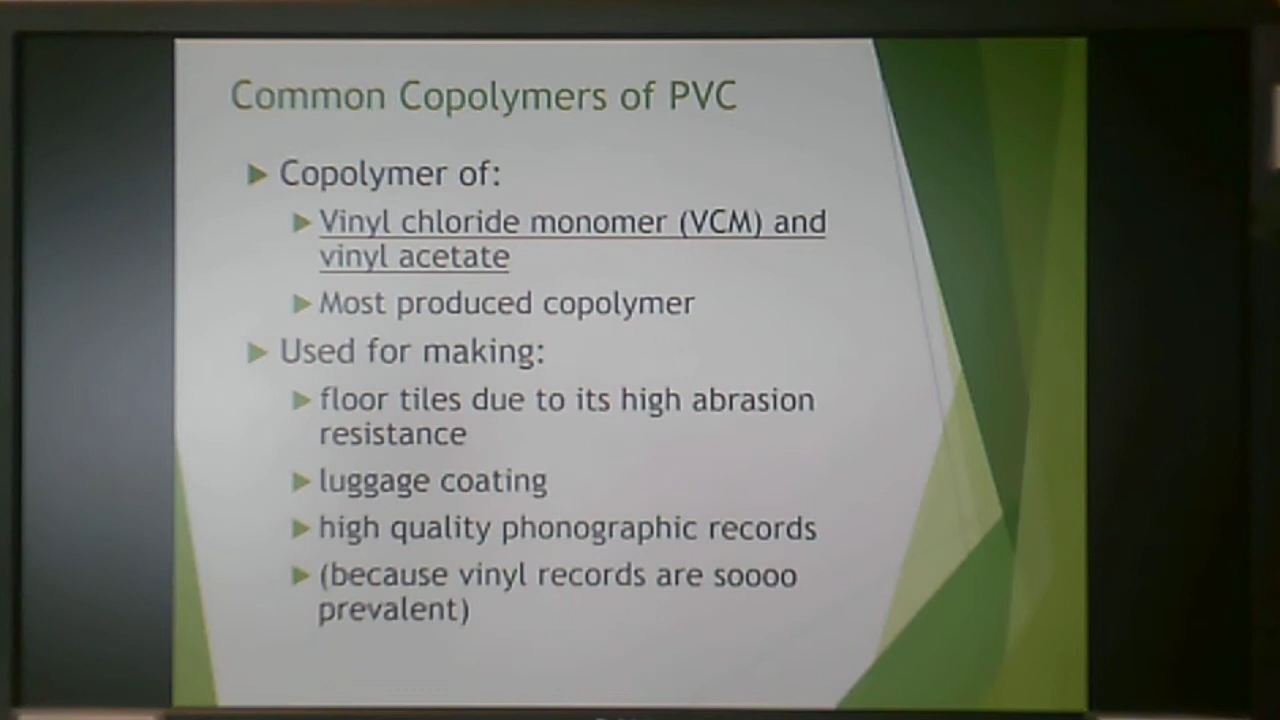 Common Copolymers of PVC
Copolymer of:
Vinyl chloride monomer (VCM) and
vinyl acetate
Most produced copolymer
Used for making:
floor tiles due to its high abrasion
resistance
luggage coating
high quality phonographic records
(because vinyl records are soooo
prevalent)